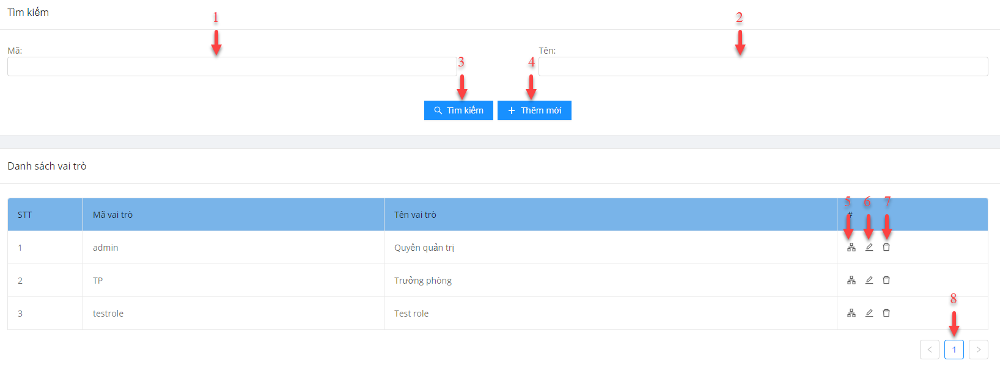 Tìm kiếm
1
2
Mã:
Tên:
3
4
Tìm kiếm
Thêm mới
Danh sách vai trò
5 6 7
STT Mã vai trò Tên vai trò #
1 admin Quyền quản trị
2 TP Trưởng phòng
3 testrole Test role
8
< 1 >